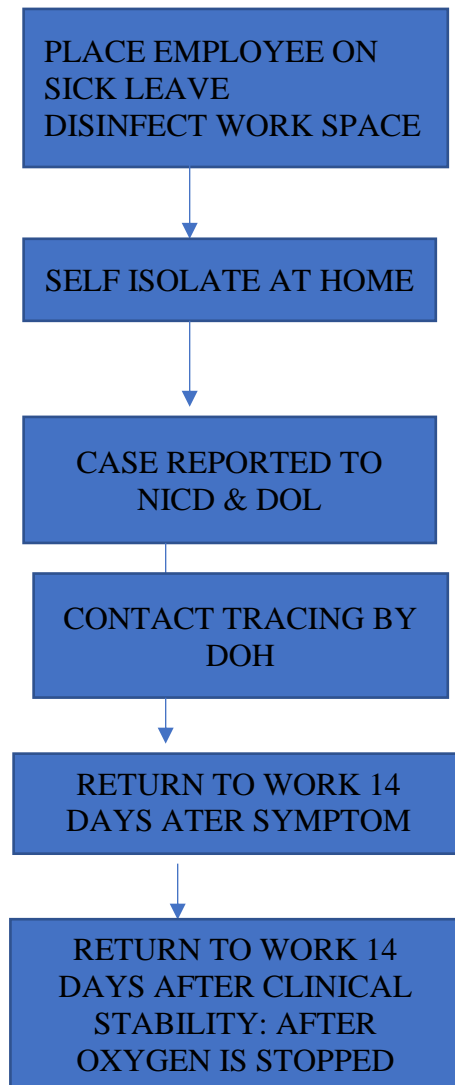 PLACE EMPLOYEE ON
SICK LEAVE
DISINFECT WORK SPACE
SELF ISOLATE AT HOME
CASE REPORTED TO
NICD & DOL
CONTACT TRACING BY
DOH
RETURN TO WORK 14
DAYS ATER SYMPTOM
RETURN TO WORK 14
DAYS AFTER CLINICAL
STABILITY: AFTER
OXYGEN IS STOPPED